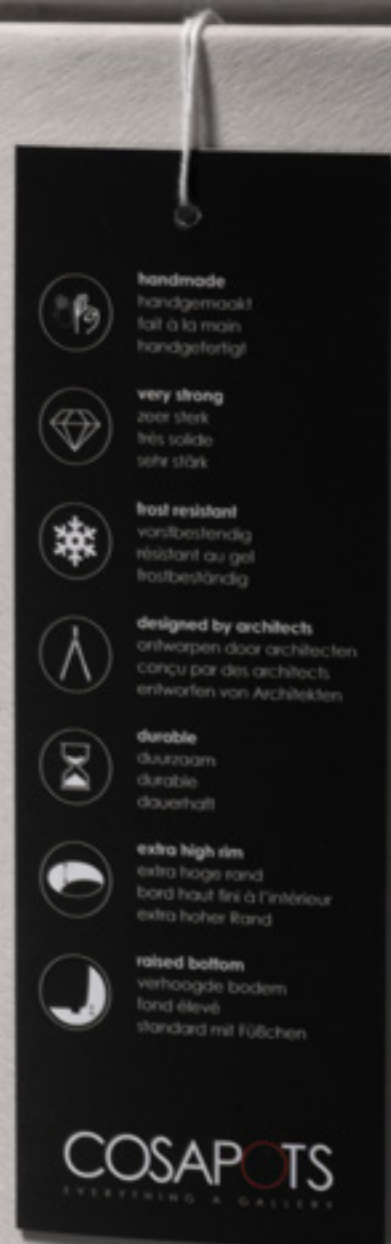 handmade
handgemaakt
fait à la main
handgefertigt
very strong
zeer sterk
très solide
sehr stärk
frost resistant
vorstbestendig
résistant au gel
frostbeständig
designed by architects
ontworpen door architecten
conçu par des architects
entworfen von Architekten
durable
duurzaam
durable
dauerhaft
extra high rim
extra hoge rand
bord haut fini à l'intérieur
extra hoher Rand
raised bottom
verhoogde bodem
fond élevé
standard mit Füßchen
COSAPOTS
EVERYTHING A GALLERY